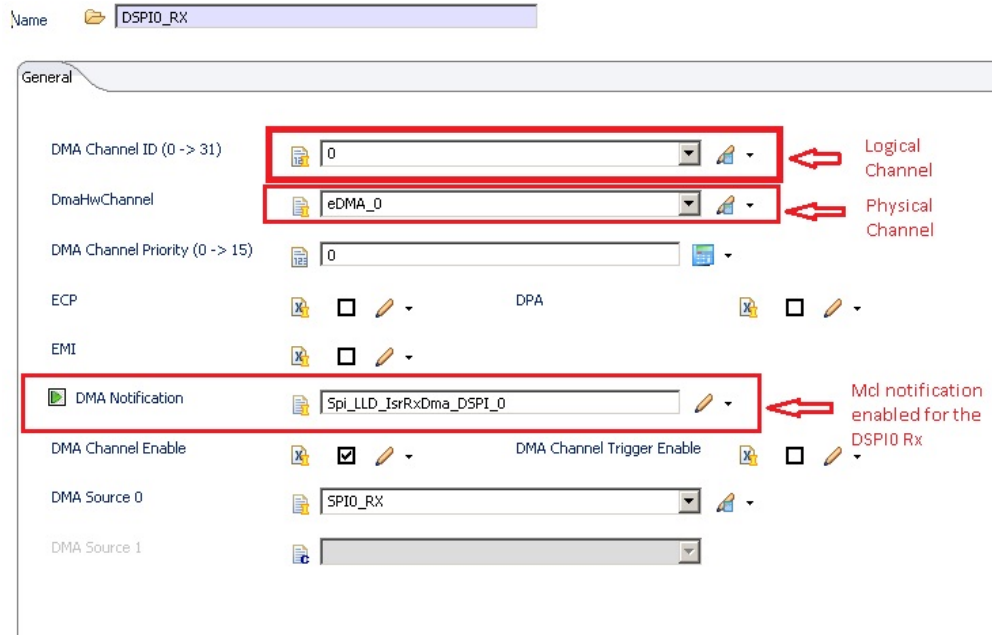 Name
DSPI0_RX
General
DMA Channel ID (0 -> 31)
0
Logical
Channel
DmaHwChannel
eDMA_0
Physical
Channel
DMA Channel Priority (0 -> 15)
0
ECP
DPA
EMI
DMA Notification
Spi_LLD_IsrRxDma_DSPI_0
Mcl notification
enabled for the
DSPI0 Rx
DMA Channel Enable
DMA Channel Trigger Enable
DMA Source 0
SPI0_RX
DMA Source 1